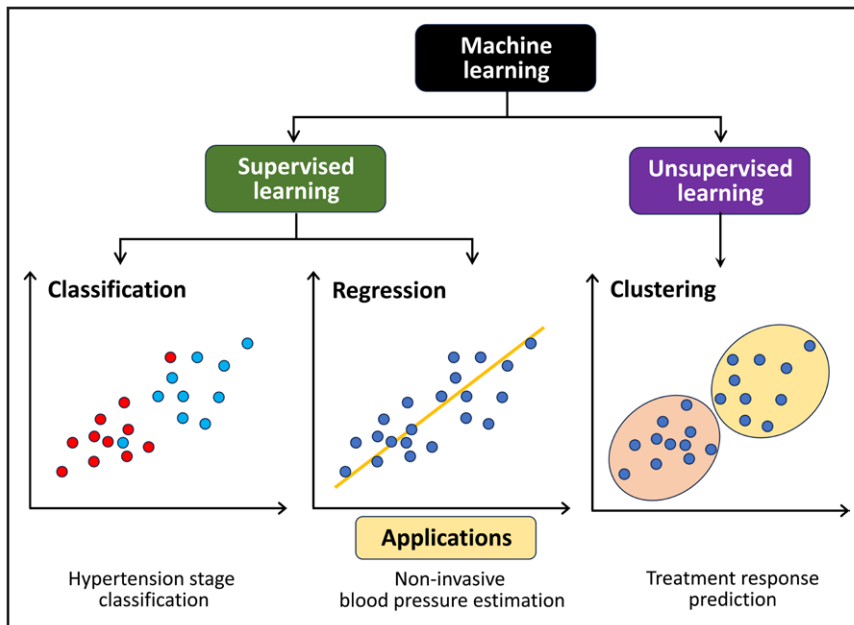 Machine
learning
Supervised
learning
Unsupervised
learning
Classification
Regression
Clustering
Applications
Hypertension stage
classification
Non-invasive
blood pressure estimation
Treatment response
prediction